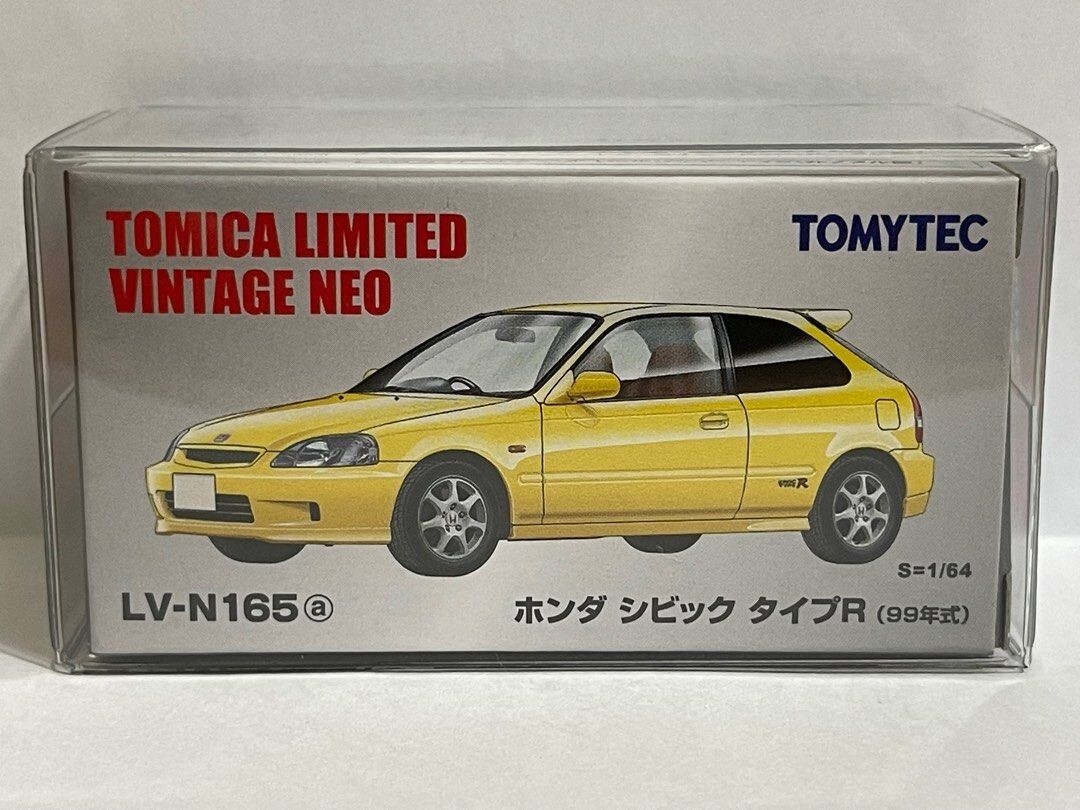 TOMICA LIMITED
VINTAGE NEO
TOMYTEC
R
S=1/64
LV-N165ⓐ
ホンダ シビック タイプR (99年式)